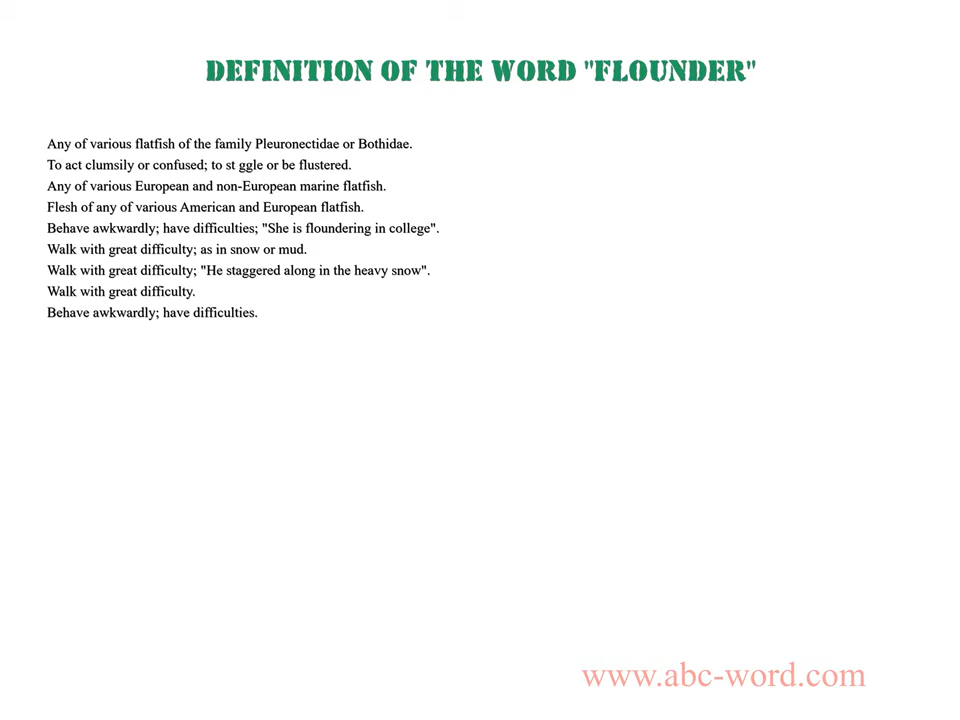 DEFINITION OF THE WORD "FLOUNDER"
Any of various flatfish of the family Pleuronectidae or Bothidae.
To act clumsily or confused; to st ggle or be flustered.
Any of various European and non-European marine flatfish.
Flesh of any of various American and European flatfish.
Behave awkwardly; have difficulties; "She is floundering in college".
Walk with great difficulty; as in snow or mud.
Walk with great difficulty; "He staggered along in the heavy snow".
Walk with great difficulty.
Behave awkwardly; have difficulties.
www.abc-word.com